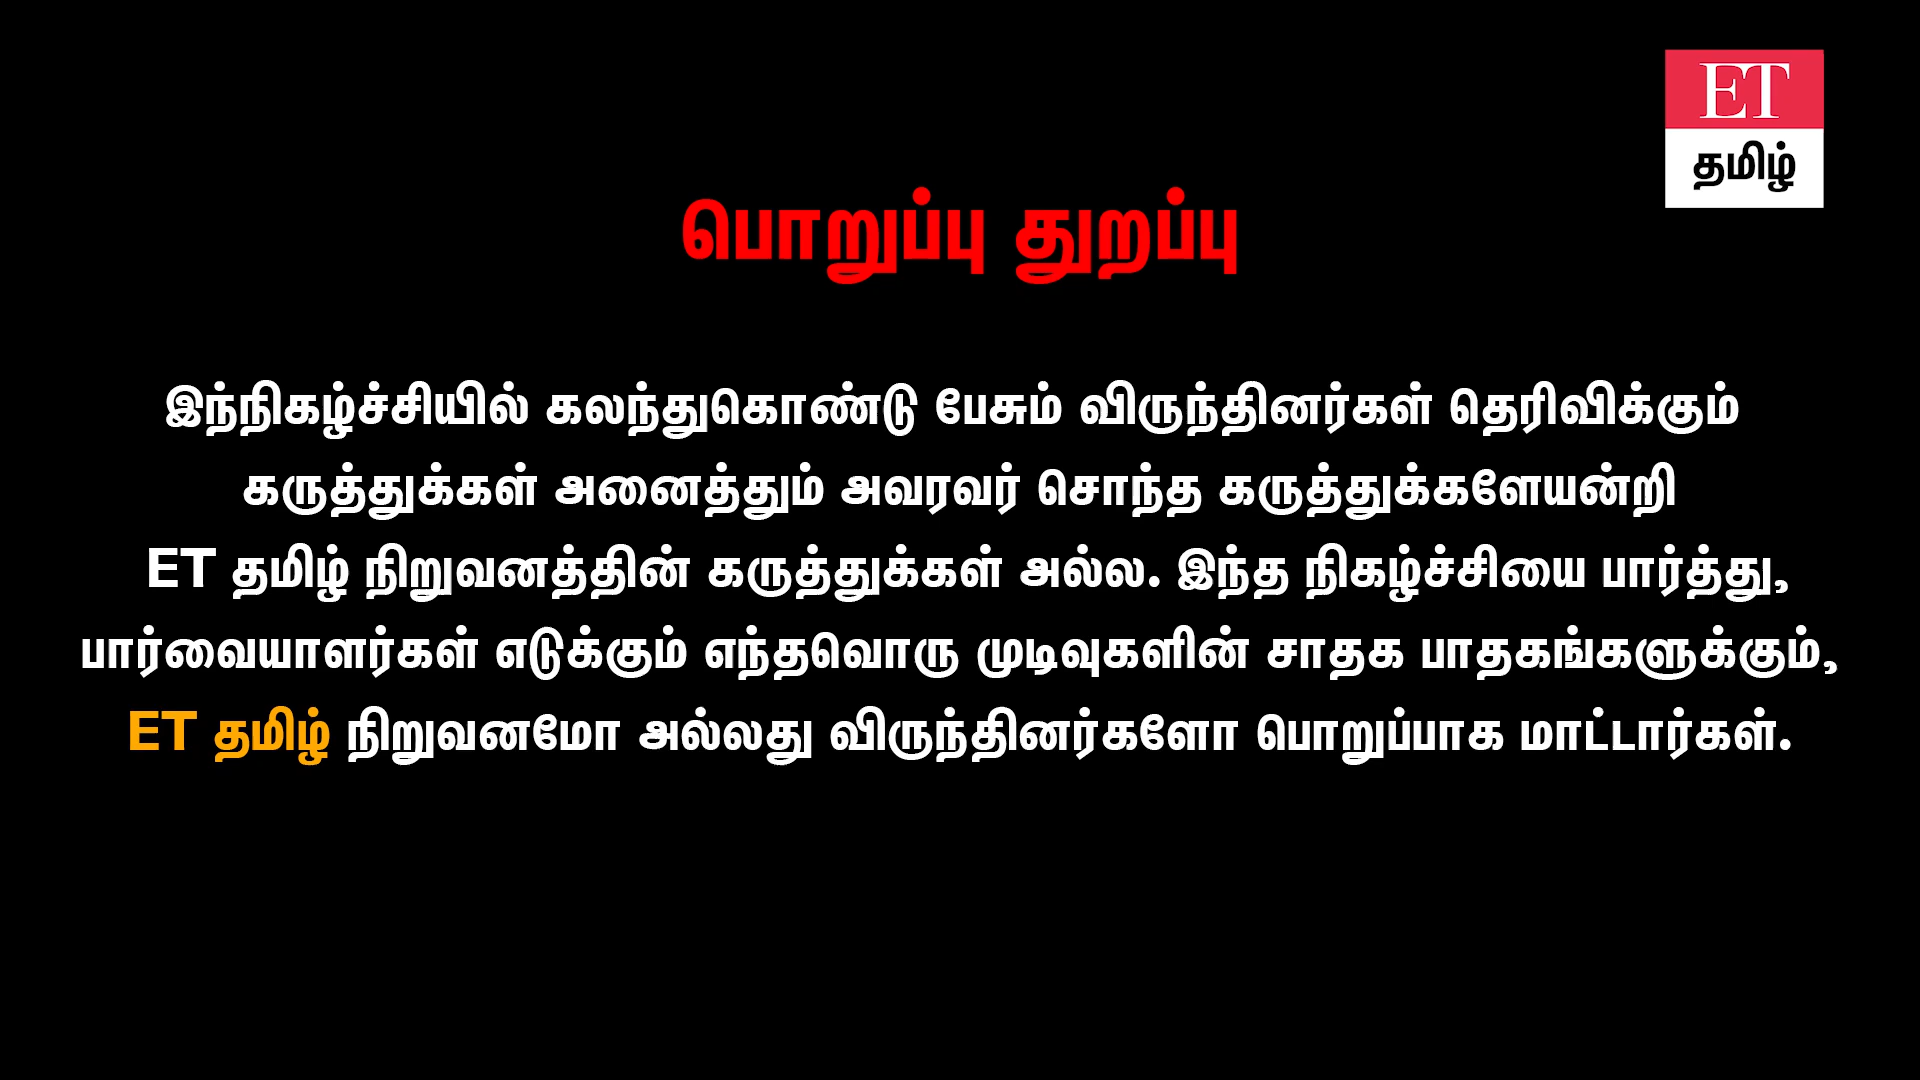 ET
தமிழ்
பொறுப்பு துறப்பு
இந்நிகழ்ச்சியில் கலந்துகொண்டு பேசும் விருந்தினர்கள் தெரிவிக்கும்
கருத்துக்கள் அனைத்தும் அவரவர் சொந்த கருத்துக்களேயன்றி
ET தமிழ் நிறுவனத்தின் கருத்துக்கள் அல்ல. இந்த நிகழ்ச்சியை பார்த்து,
பார்வையாளர்கள் எடுக்கும் எந்தவொரு முடிவுகளின் சாதக பாதகங்களுக்கும்,
ET தமிழ் நிறுவனமோ அல்லது விருந்தினர்களோ பொறுப்பாக மாட்டார்கள்.